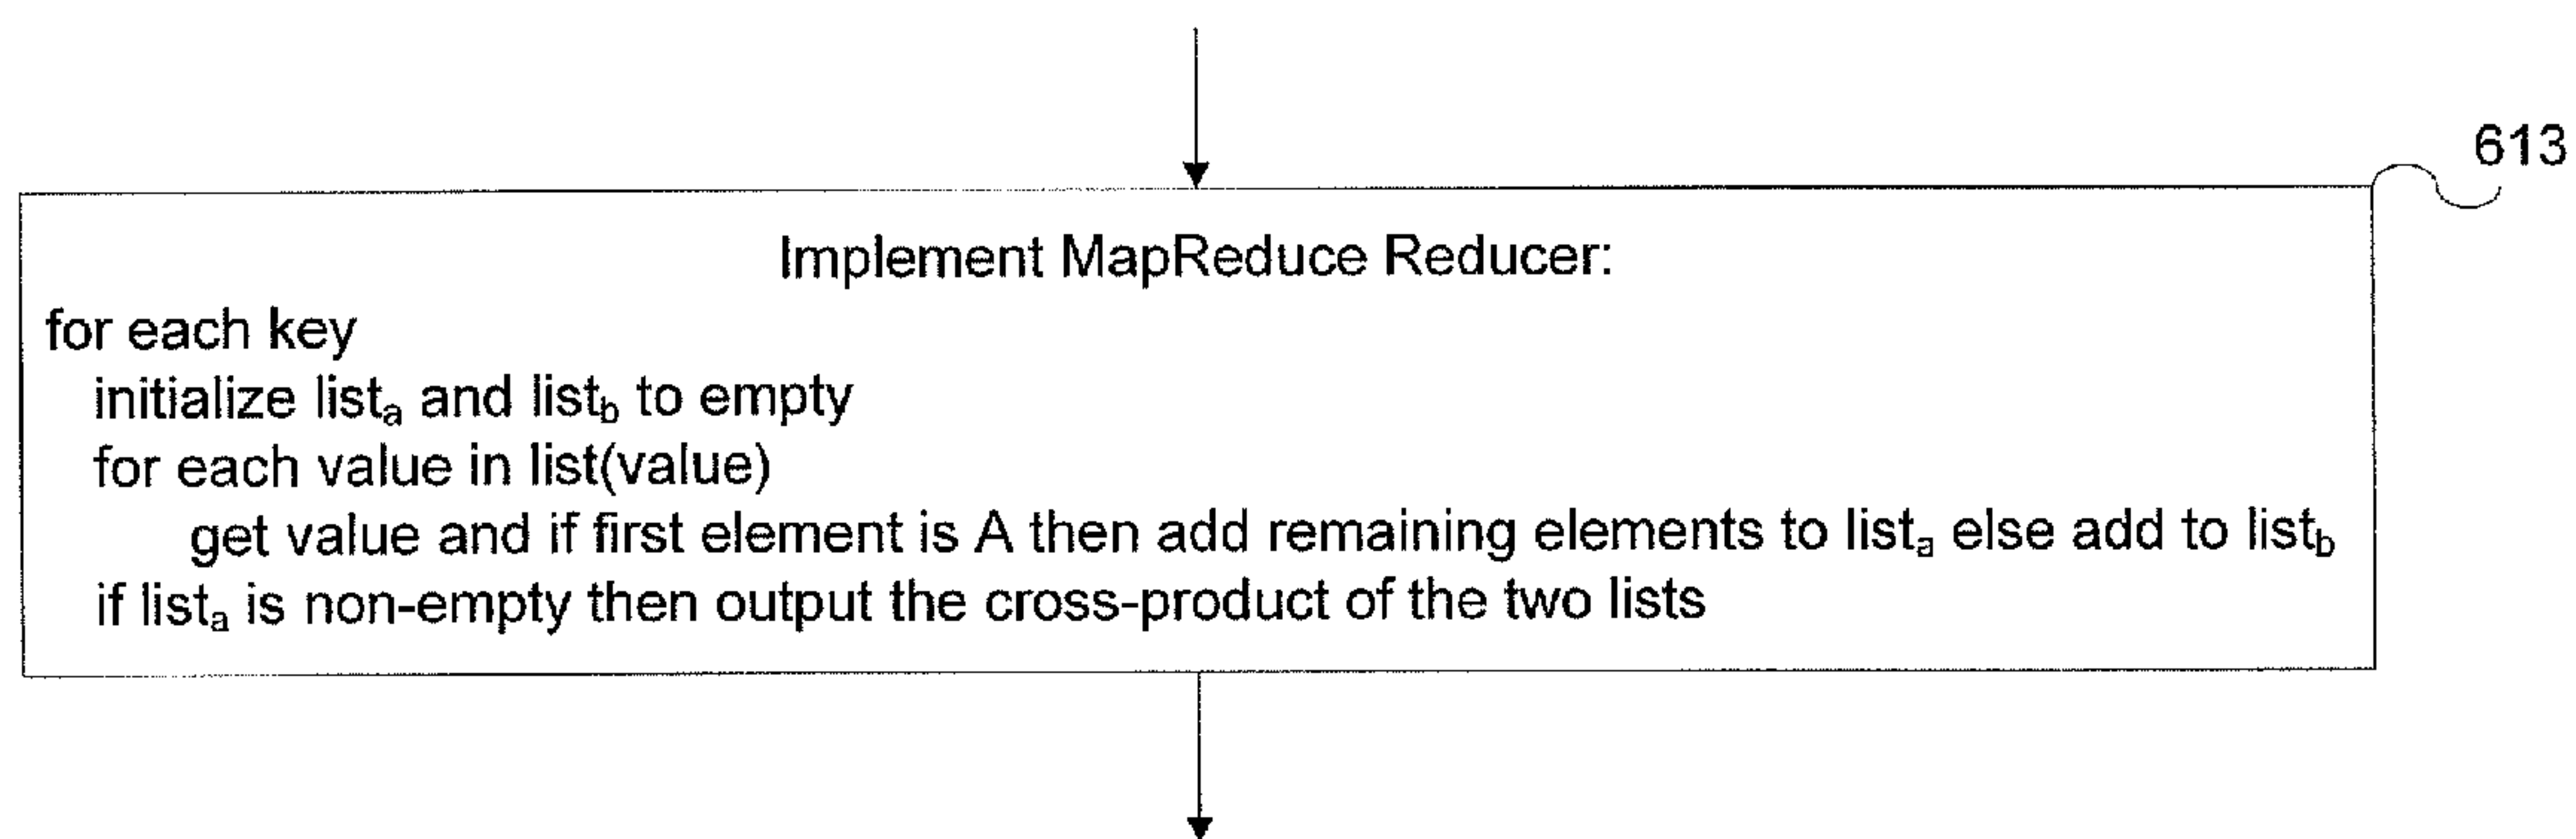 613
Implement MapReduce Reducer:
for each key
initialize listₐ and list_b to empty
for each value in list(value)
get value and if first element is A then add remaining elements to listₐ else add to list_b
if listₐ is non-empty then output the cross-product of the two lists